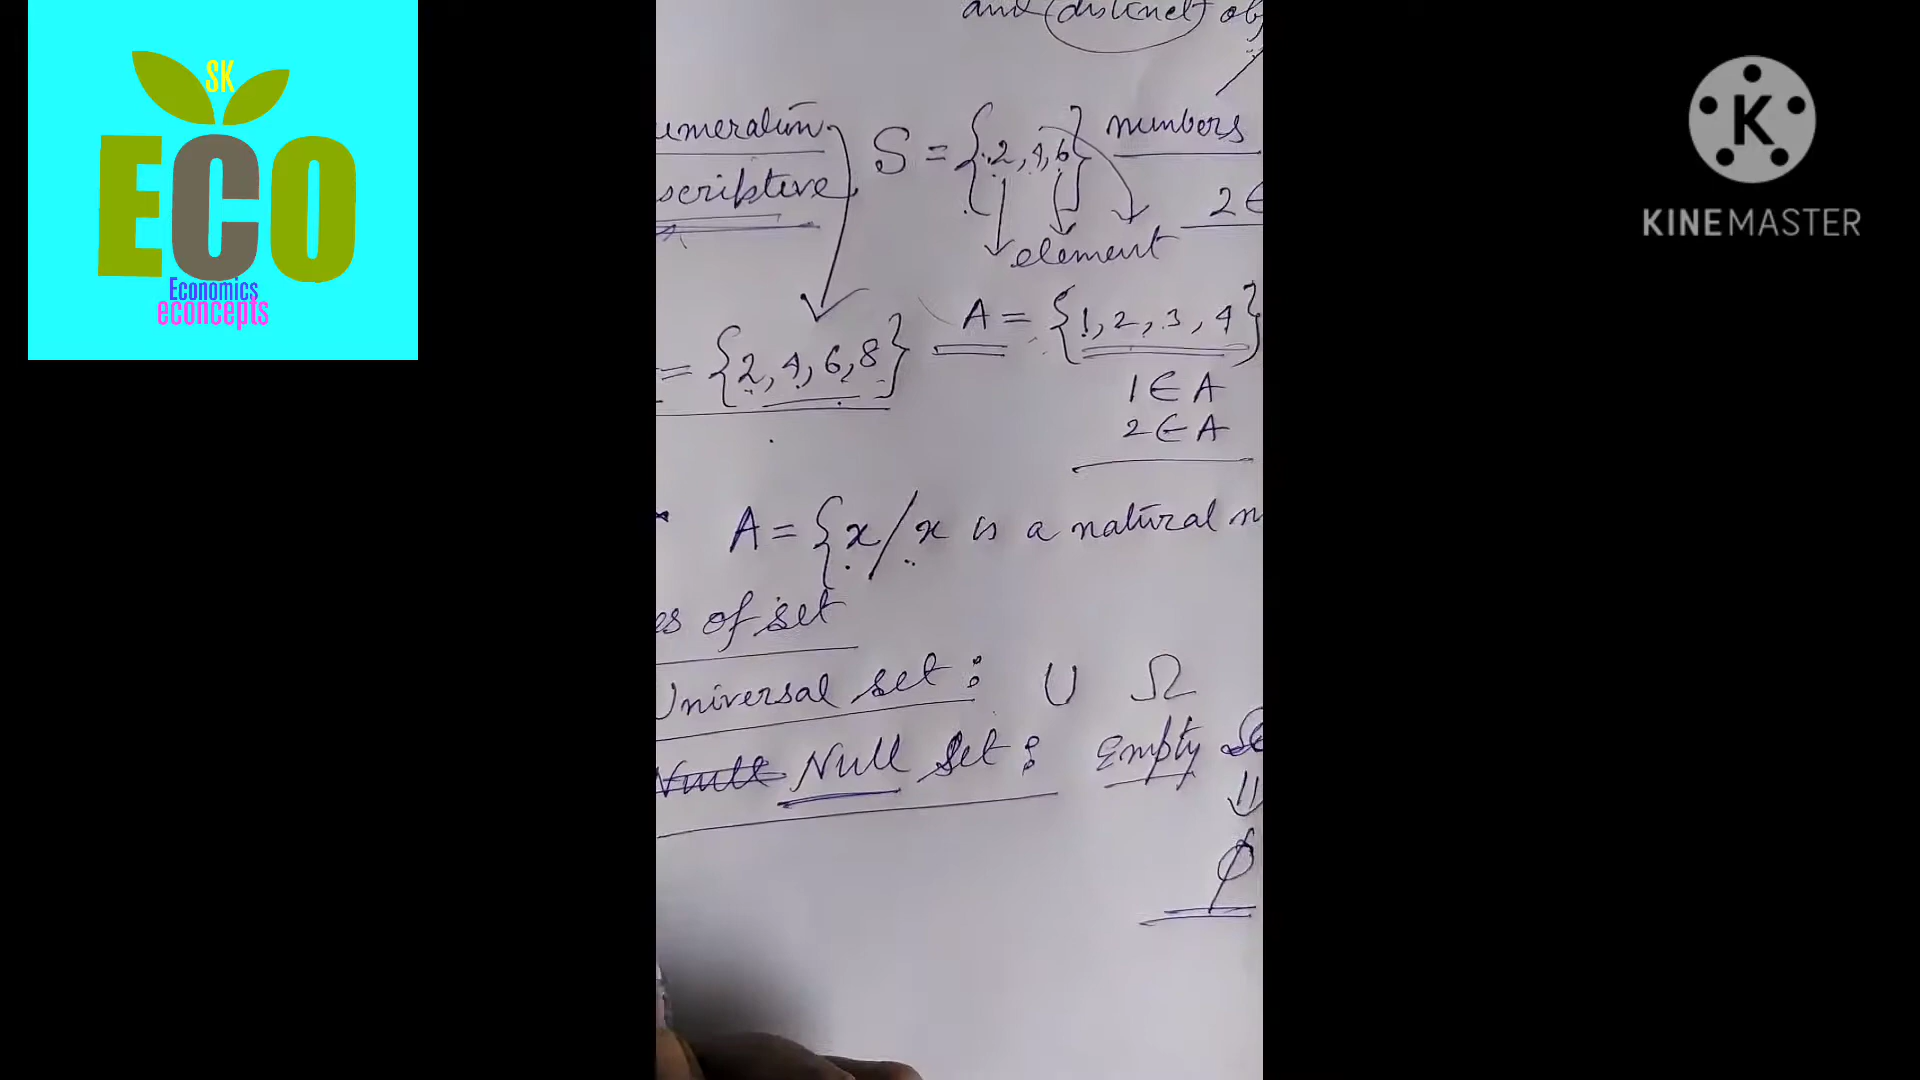 SK
ECO
Economics
econcepts
KINEMASTER
and (distinct) ob
umeration
S = {2, 4, 6} numbers
scriptive
2 ∈
element
A = {1, 2, 3, 4}
= {2, 4, 6, 8}
1 ∈ A
2 ∈ A
A = {x/x is a natural n
es of set
Universal set : U Ω
Null Set : Empty Se
ϕ